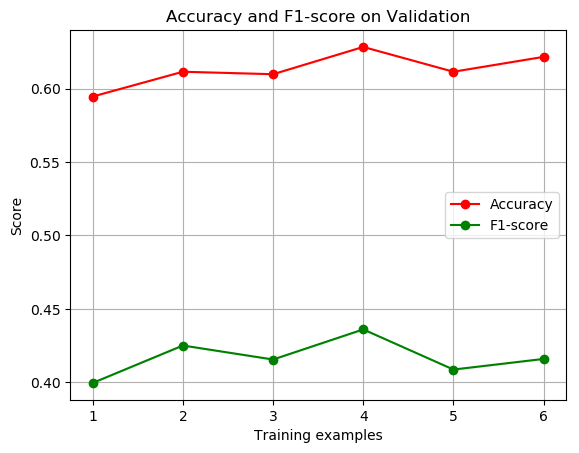 Accuracy and F1-score on Validation
Score
0.60
0.55
0.50
0.45
0.40
Accuracy
F1-score
1 2 3 4 5 6
Training examples